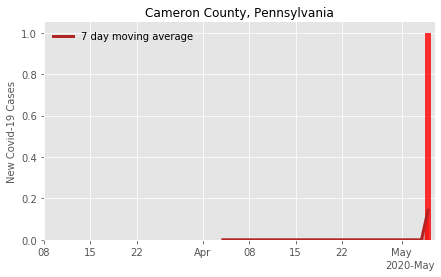 Cameron County, Pennsylvania
7 day moving average
New Covid-19 Cases
1.0
0.8
0.6
0.4
0.2
0.0
08 15 22 Apr 08 15 22 May
2020-May